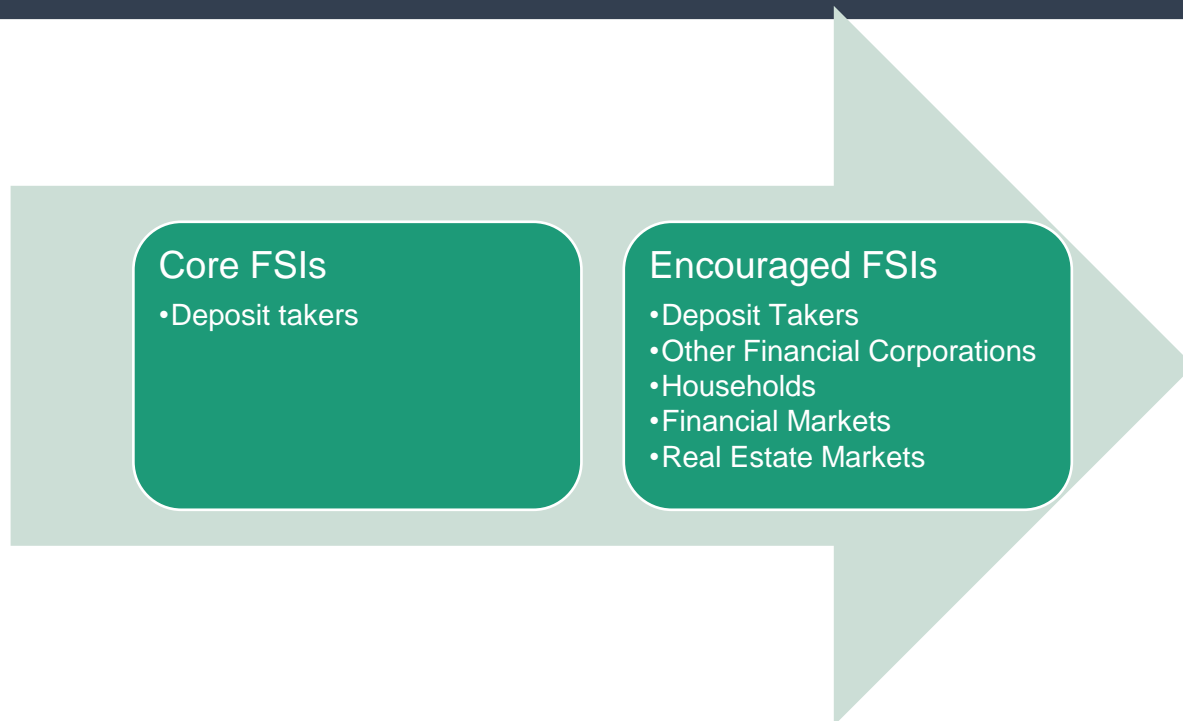 Core FSIs
•Deposit takers
Encouraged FSIs
•Deposit Takers
•Other Financial Corporations
•Households
•Financial Markets
•Real Estate Markets